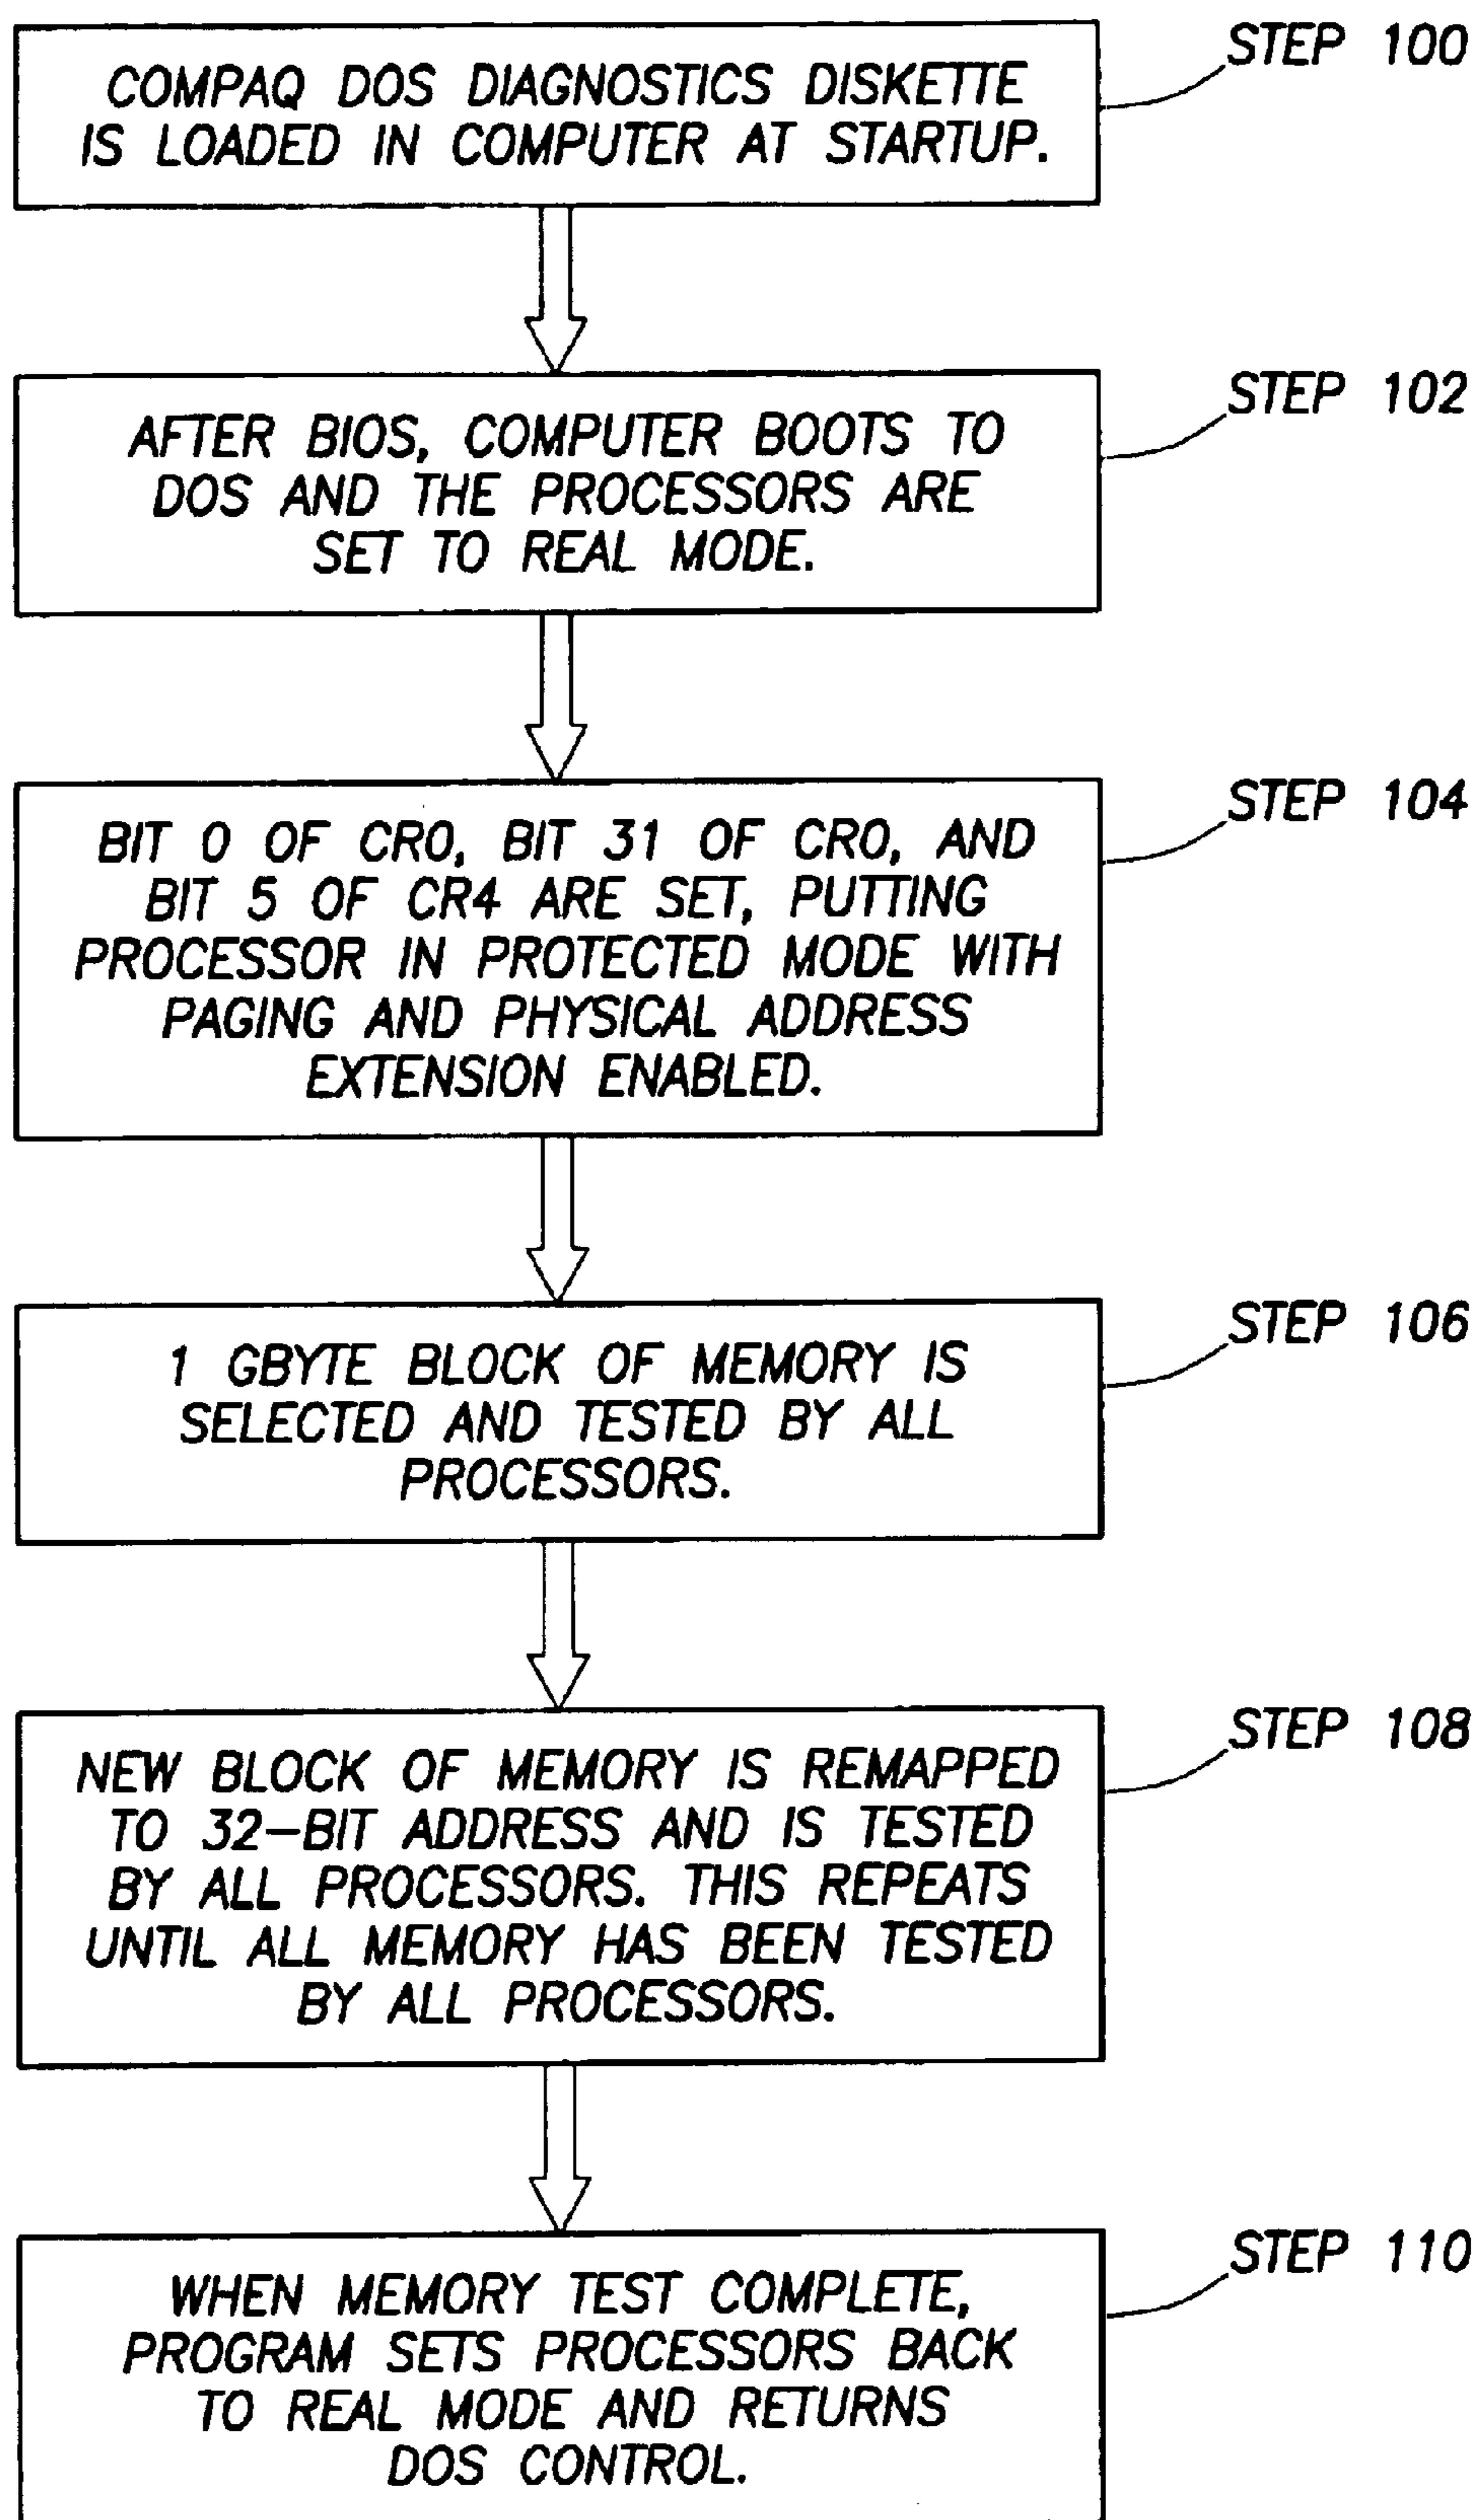 STEP 100
COMPAQ DOS DIAGNOSTICS DISKETTE
IS LOADED IN COMPUTER AT STARTUP.
STEP 102
AFTER BIOS, COMPUTER BOOTS TO
DOS AND THE PROCESSORS ARE
SET TO REAL MODE.
STEP 104
BIT 0 OF CR0, BIT 31 OF CR0, AND
BIT 5 OF CR4 ARE SET, PUTTING
PROCESSOR IN PROTECTED MODE WITH
PAGING AND PHYSICAL ADDRESS
EXTENSION ENABLED.
STEP 106
1 GBYTE BLOCK OF MEMORY IS
SELECTED AND TESTED BY ALL
PROCESSORS.
STEP 108
NEW BLOCK OF MEMORY IS REMAPPED
TO 32-BIT ADDRESS AND IS TESTED
BY ALL PROCESSORS. THIS REPEATS
UNTIL ALL MEMORY HAS BEEN TESTED
BY ALL PROCESSORS.
STEP 110
WHEN MEMORY TEST COMPLETE,
PROGRAM SETS PROCESSORS BACK
TO REAL MODE AND RETURNS
DOS CONTROL.